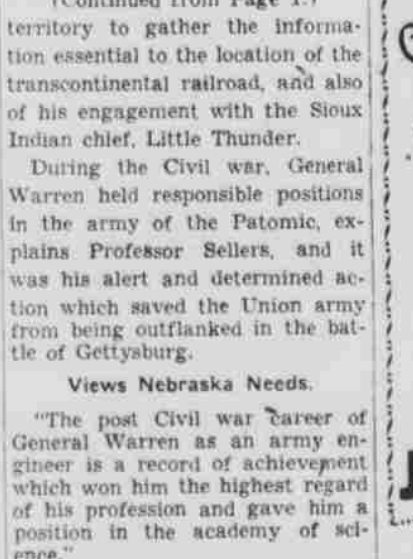 (Continued from Page 1.)
territory to gather the informa-
tion essential to the location of the
transcontinental railroad, and also
of his engagement with the Sioux
Indian chief, Little Thunder.
During the Civil war, General
Warren held responsible positions
in the army of the Patomic, ex-
plains Professor Sellers, and it
was his alert and determined ac-
tion which saved the Union army
from being outflanked in the bat-
tle of Gettysburg.
Views Nebraska Needs.
"The post Civil war career of
General Warren as an army en-
gineer is a record of achievement
which won him the highest regard
of his profession and gave him a
position in the academy of sci-
ence."